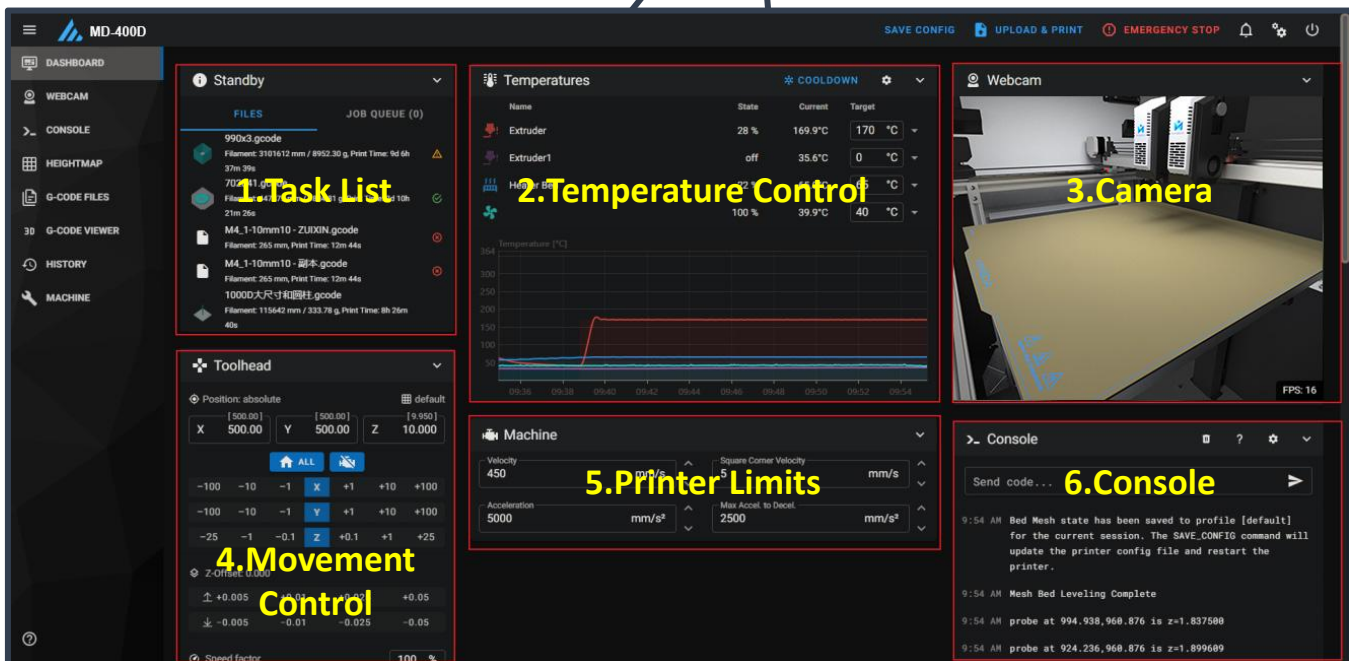 MD-400D
SAVE CONFIG
UPLOAD & PRINT
EMERGENCY STOP
DASHBOARD
WEBCAM
CONSOLE
HEIGHTMAP
G-CODE FILES
3D G-CODE VIEWER
HISTORY
MACHINE
Standby
FILES JOB QUEUE (0)
990x3.gcode
Filament: 3101612 mm / 8952.30 g, Print Time: 9d 6h
37m 39s
1.Task List
21m 26s
M4_1-10mm10 - ZUIXIN.gcode
Filament: 265 mm, Print Time: 12m 44s
M4_1-10mm10 - 副本.gcode
Filament: 265 mm, Print Time: 12m 44s
1000D大尺寸和圆柱.gcode
Filament: 115642 mm / 333.78 g, Print Time: 8h 26m
40s
Temperatures
COOLDOWN
Name State Current Target
Extruder 28 % 169.9°C 170 °C
Extruder1 off 35.6°C 0 °C
Heater
2.Temperature Control
°C
100 % 39.9°C 40 °C
Temperature [°C]
364
300
250
200
150
100
50
09:36 09:38 09:40 09:42 09:44 09:46 09:48 09:50 09:52 09:54
Webcam
3.Camera
FPS: 16
Toolhead
Position: absolute default
[500.00] [500.00] [9.950]
X 500.00 Y 500.00 Z 10.000
ALL
-100 -10 -1 X +1 +10 +100
-100 -10 -1 Y +1 +10 +100
-25 -1 -0.1 Z +0.1 +1 +25
4.Movement
Control
Z-Offset: 0.000
+0.005 +0.05
-0.005 -0.01 -0.025 -0.05
Speed factor 100 %
Machine
Velocity
450 mm/s
Square Corner Velocity
5 mm/s
5.Printer Limits
Acceleration
5000 mm/s²
Max Accel. to Decel.
2500 mm/s²
Console
Send code...
6.Console
9:54 AM Bed Mesh state has been saved to profile [default]
for the current session. The SAVE_CONFIG command will
update the printer config file and restart the
printer.
9:54 AM Mesh Bed Leveling Complete
9:54 AM probe at 994.938,960.876 is z=1.837500
9:54 AM probe at 924.236,960.876 is z=1.899609